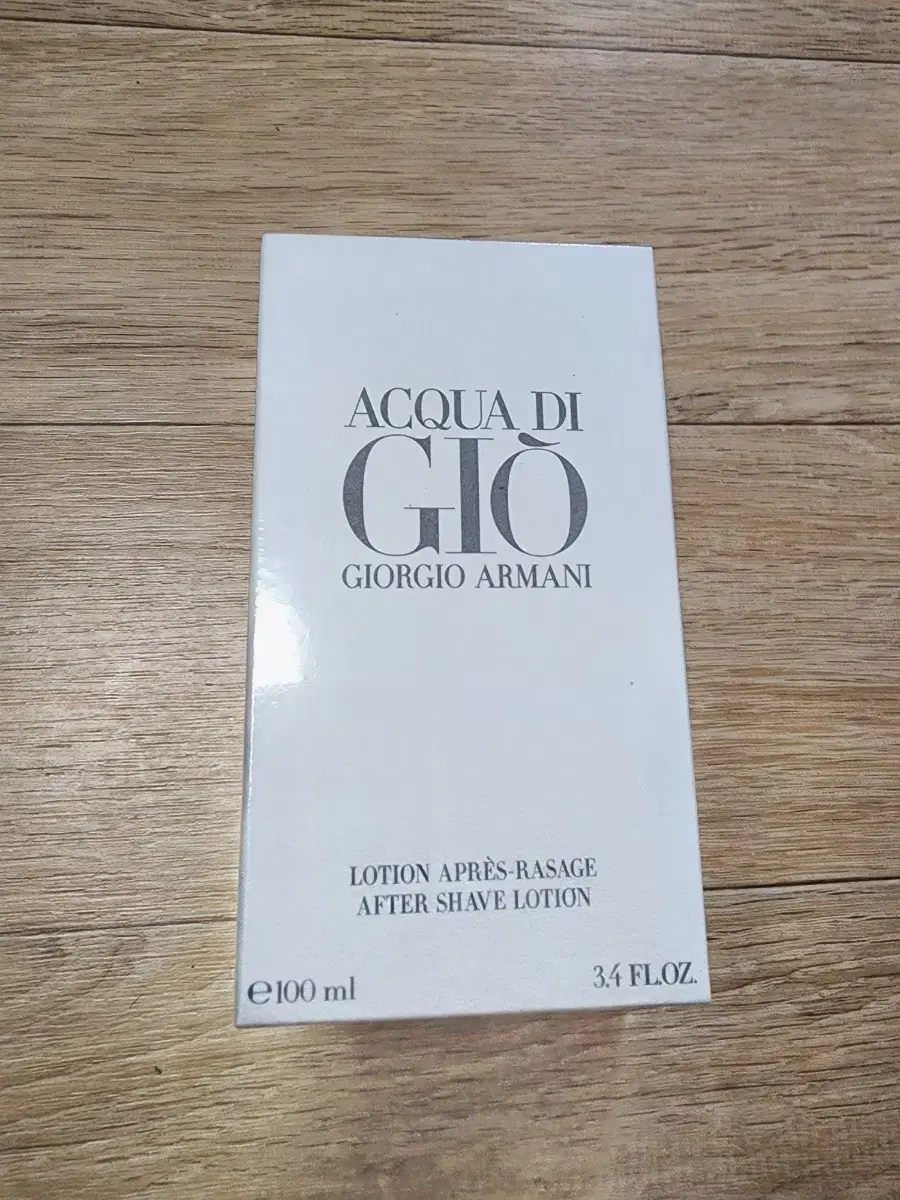 ACQUA DI
GIÒ
GIORGIO ARMANI
LOTION APRÈS-RASAGE
AFTER SHAVE LOTION
℮100 ml
3.4 FL.OZ.